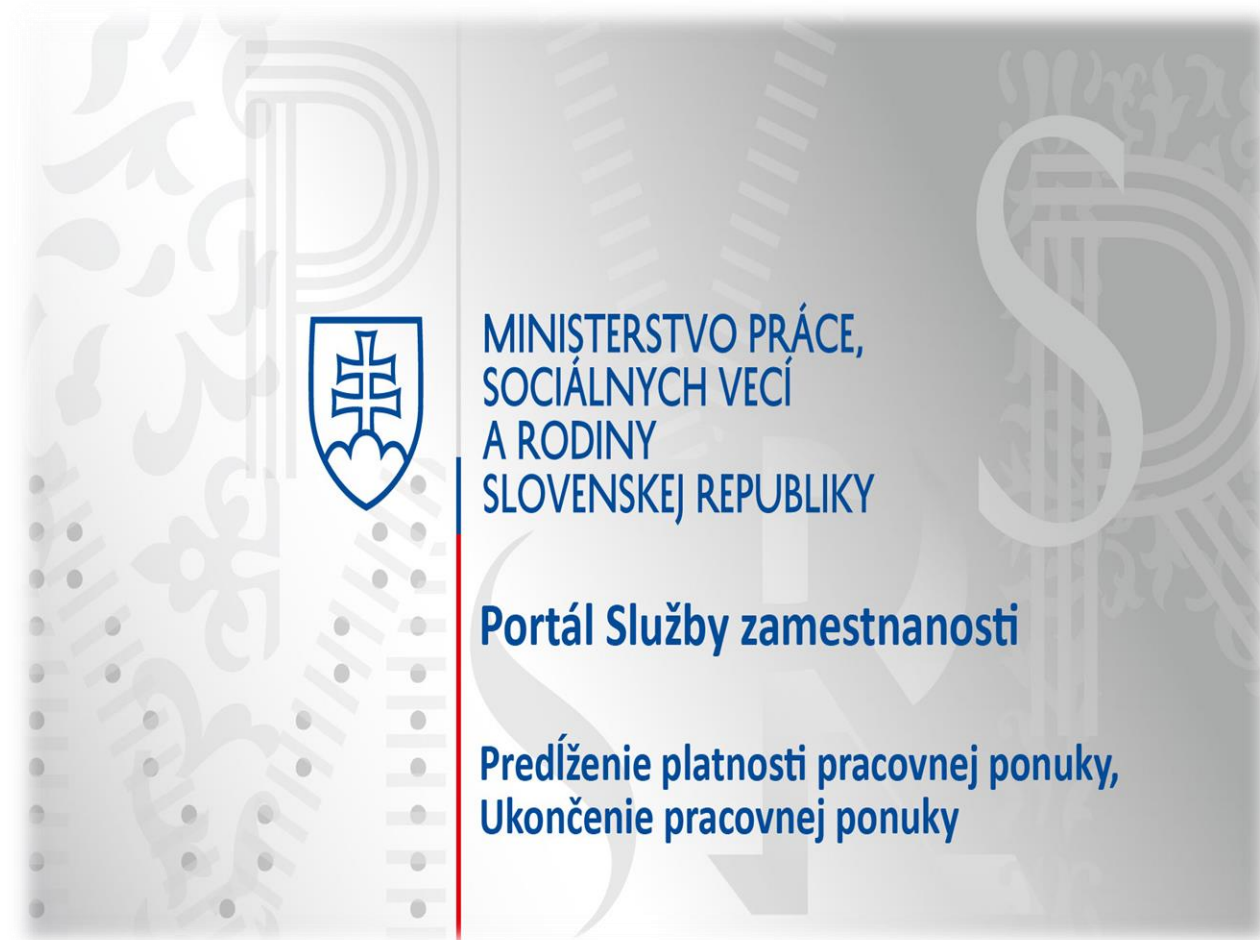 MINISTERSTVO PRÁCE,
SOCIÁLNYCH VECÍ
A RODINY
SLOVENSKEJ REPUBLIKY
Portál Služby zamestnanosti
Predĺženie platnosti pracovnej ponuky,
Ukončenie pracovnej ponuky